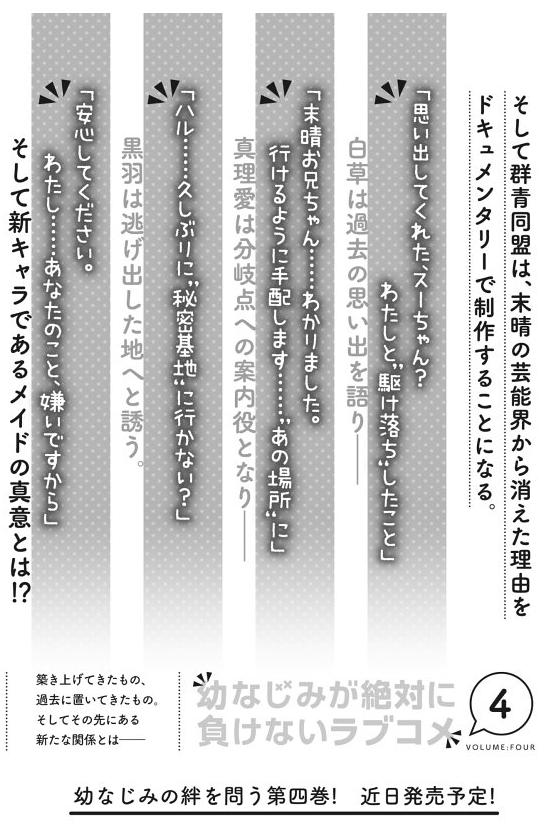 そして群青同盟は、末晴の芸能界から消えた理由を
ドキュメンタリーで制作することになる。
「思い出してくれた、スーちゃん?
わたしと〝駆け落ち〟したこと」
白草は過去の思い出を語り──
「末晴お兄ちゃん……わかりました。
行けるように手配します……〝あの場所〟に」
真理愛は分岐点への案内役となり──
「ハル……久しぶりに〝秘密基地〟に行かない?」
黒羽は逃げ出した地へと誘う。
「安心してください。
わたし……あなたのこと、嫌いですから」
そして新キャラであるメイドの真意とは!?
4
VOLUME:FOUR
幼なじみが絶対に
負けないラブコメ
築き上げてきたもの、
過去に置いてきたもの。
そしてその先にある
新たな関係とは──
幼なじみの絆を問う第四巻! 近日発売予定!